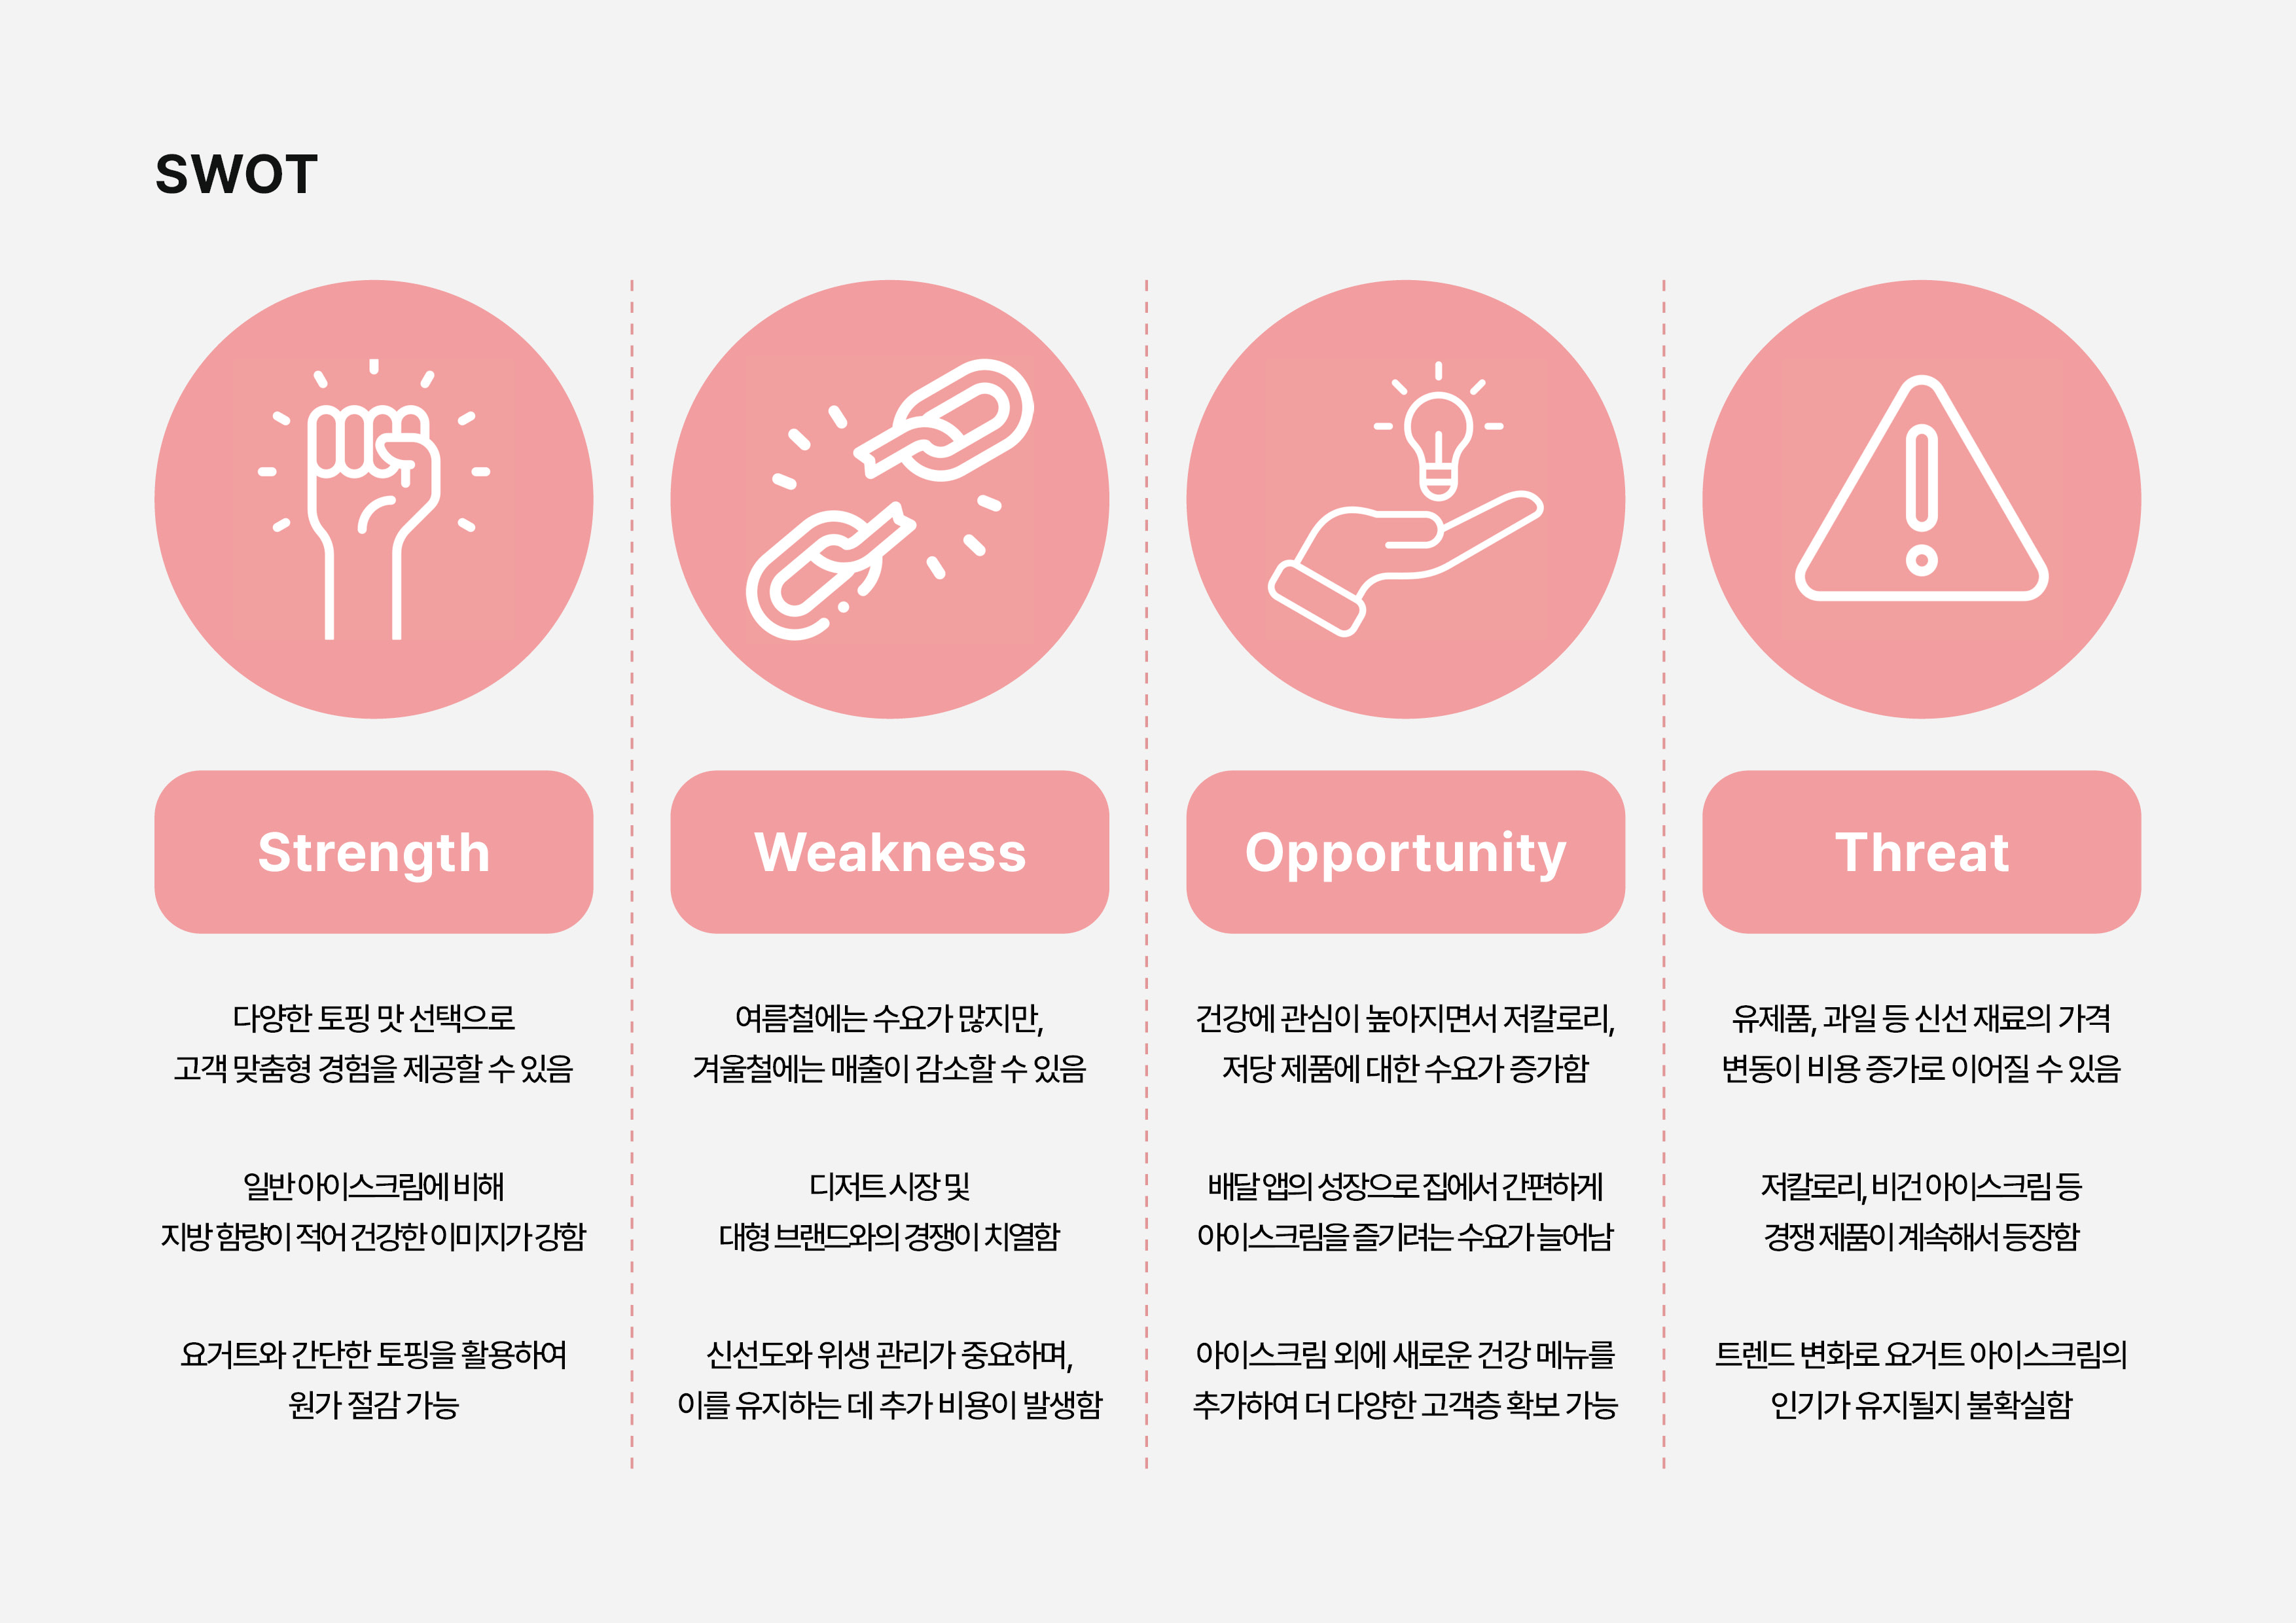 SWOT
Strength
다양한 토핑 맛 선택으로
고객 맞춤형 경험을 제공할 수 있음
일반 아이스크림에 비해
지방 함량이 적어 건강한 이미지가 강함
요거트와 간단한 토핑을 활용하여
원가 절감 가능
Weakness
여름철에는 수요가 많지만,
겨울철에는 매출이 감소할 수 있음
디저트 시장 및
대형 브랜드와의 경쟁이 치열함
신선도와 위생 관리가 중요하며,
이를 유지하는 데 추가 비용이 발생함
Opportunity
건강에 관심이 높아지면서 저칼로리,
저당 제품에 대한 수요가 증가함
배달 앱의 성장으로 집에서 간편하게
아이스크림을 즐기려는 수요가 늘어남
아이스크림 외에 새로운 건강 메뉴를
추가하여 더 다양한 고객층 확보 가능
Threat
유제품, 과일 등 신선 재료의 가격
변동이 비용 증가로 이어질 수 있음
저칼로리, 비건 아이스크림 등
경쟁 제품이 계속해서 등장함
트렌드 변화로 요거트 아이스크림의
인기가 유지될지 불확실함